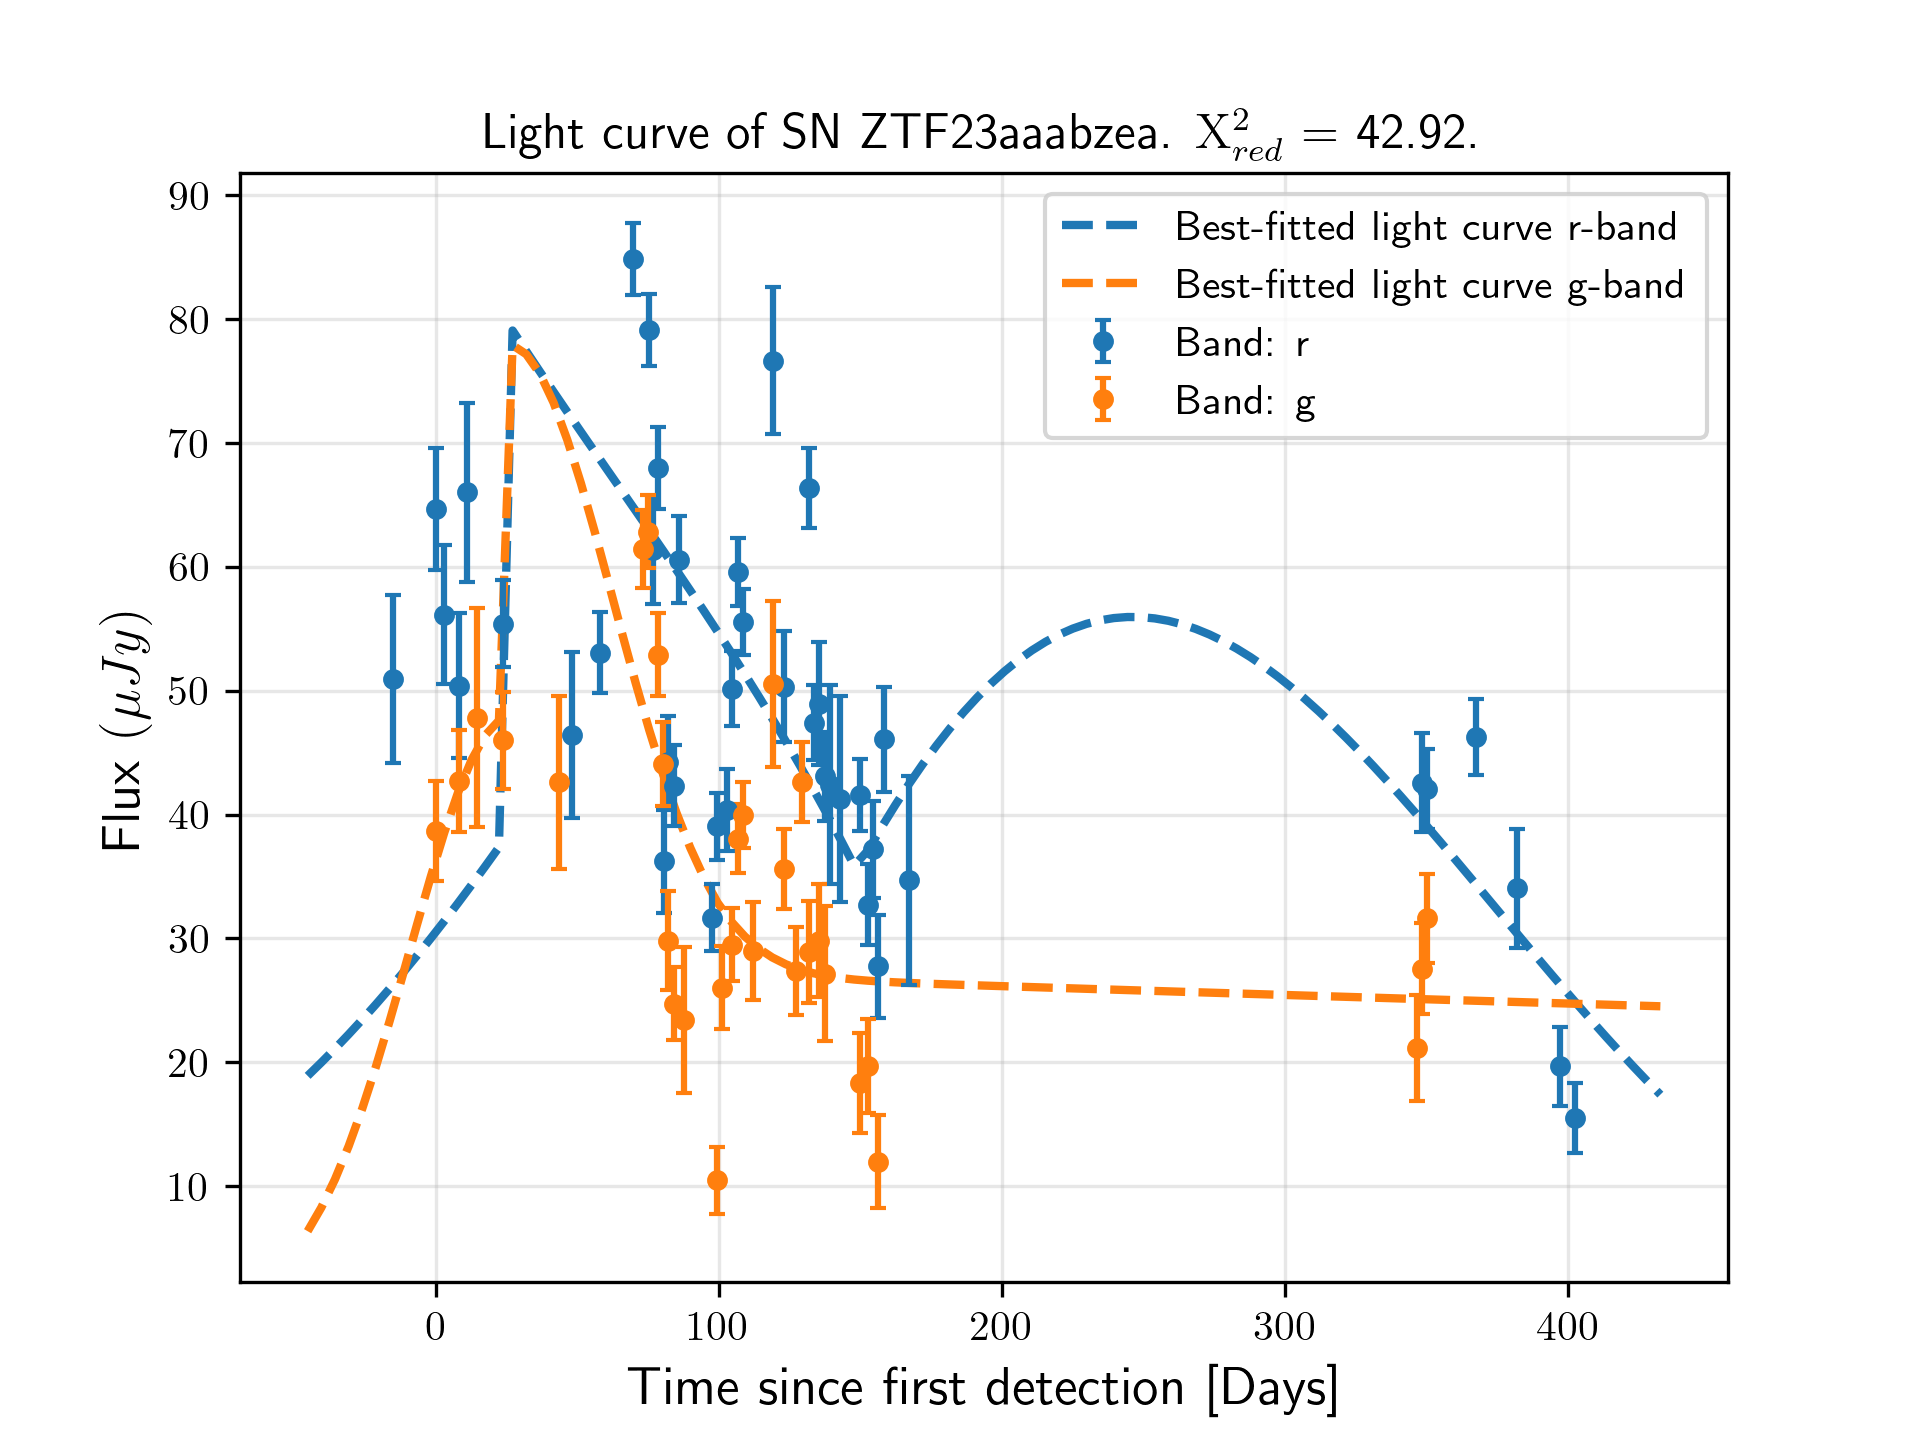 Light curve of SN ZTF23aaabzea. X²_red = 42.92.
90
80
70
60
50
40
30
20
10
Flux (μJy)
Best-fitted light curve r-band
Best-fitted light curve g-band
Band: r
Band: g
0 100 200 300 400
Time since first detection [Days]